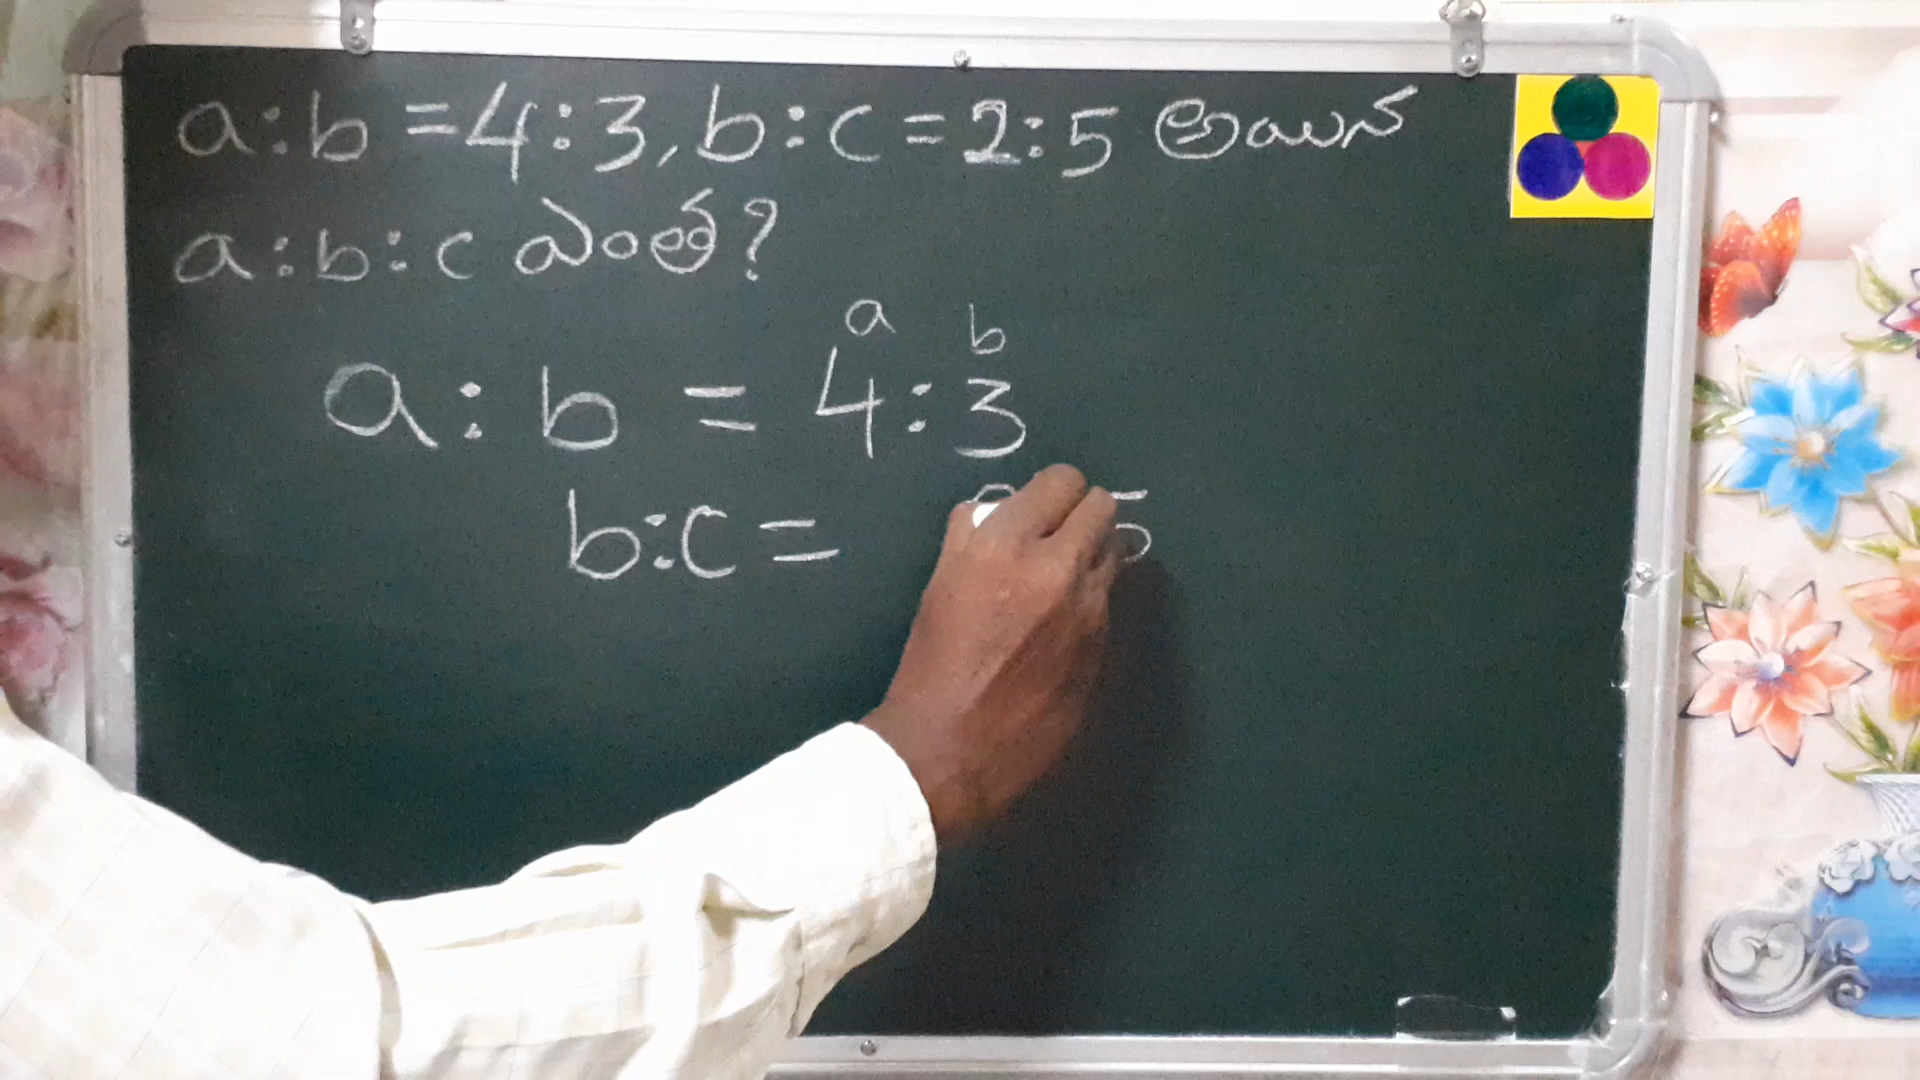 a:b=4:3, b:c=2:5 అయిన
a:b:c ఎంత?
a b
a:b = 4:3
b:c =